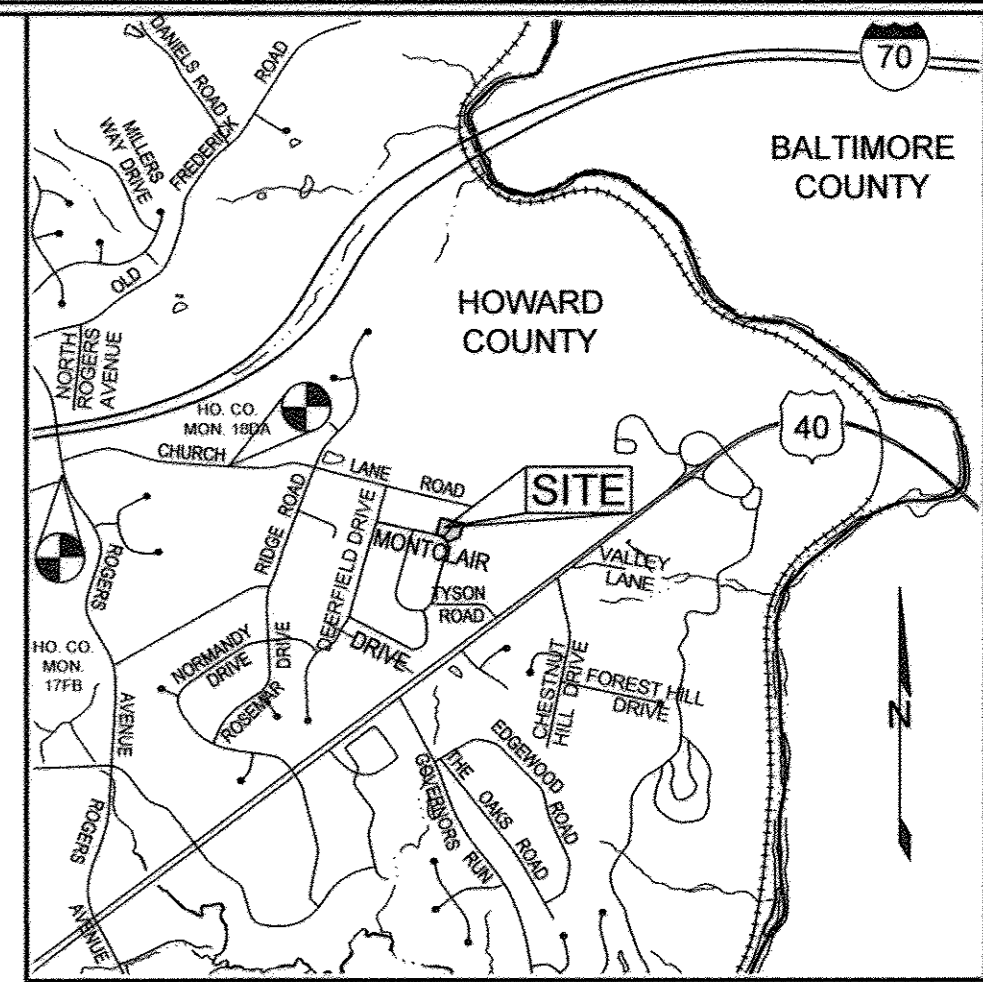 DANIELS ROAD
OLD FREDERICK ROAD
MILLERS
WAY DRIVE
70
BALTIMORE
COUNTY
HOWARD
COUNTY
NORTH
ROGERS
AVENUE
HO. CO.
MON. 18DA
40
CHURCH LANE ROAD
SITE
RIDGE ROAD
DEERFIELD DRIVE
MONTCLAIR
DRIVE
VALLEY
LANE
TYSON
ROAD
ROGERS AVENUE
HO. CO.
MON.
17FB
NORMANDY
DRIVE
ROSEMAR DRIVE
CHESTNUT
HILL DRIVE
FOREST HILL
DRIVE
N
EDGEWOOD ROAD
THE OAKS ROAD
GOVERNORS RUN
ROGERS AVENUE